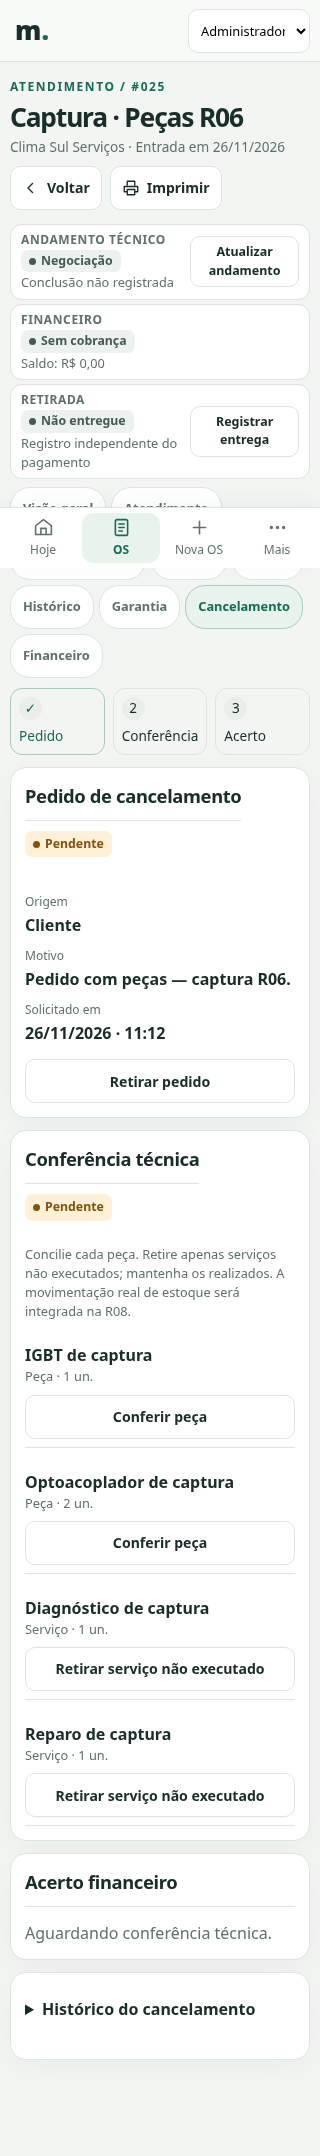 m.
Administrador
ATENDIMENTO / #025
Captura · Peças R06
Clima Sul Serviços · Entrada em 26/11/2026
Voltar
Imprimir
ANDAMENTO TÉCNICO
Negociação
Conclusão não registrada
Atualizar
andamento
FINANCEIRO
Sem cobrança
Saldo: R$ 0,00
RETIRADA
Não entregue
Registro independente do
pagamento
Registrar
entrega
Visão geral
Atendimento
Hoje
OS
Nova OS
Mais
Histórico
Garantia
Cancelamento
Financeiro
✓
Pedido
2
Conferência
3
Acerto
Pedido de cancelamento
Pendente
Origem
Cliente
Motivo
Pedido com peças — captura R06.
Solicitado em
26/11/2026 · 11:12
Retirar pedido
Conferência técnica
Pendente
Concilie cada peça. Retire apenas serviços
não executados; mantenha os realizados. A
movimentação real de estoque será
integrada na R08.
IGBT de captura
Peça · 1 un.
Conferir peça
Optoacoplador de captura
Peça · 2 un.
Conferir peça
Diagnóstico de captura
Serviço · 1 un.
Retirar serviço não executado
Reparo de captura
Serviço · 1 un.
Retirar serviço não executado
Acerto financeiro
Aguardando conferência técnica.
Histórico do cancelamento